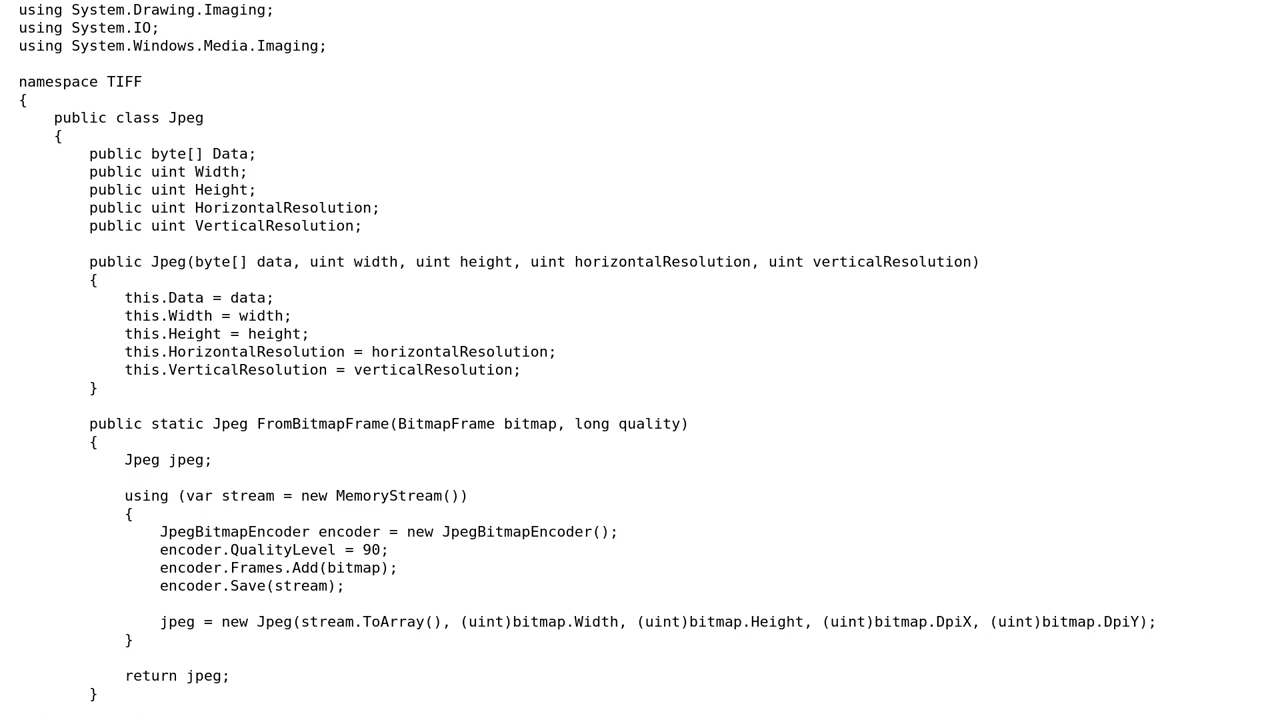 using System.Drawing.Imaging;
using System.IO;
using System.Windows.Media.Imaging;

namespace TIFF
{
    public class Jpeg
    {
        public byte[] Data;
        public uint Width;
        public uint Height;
        public uint HorizontalResolution;
        public uint VerticalResolution;

        public Jpeg(byte[] data, uint width, uint height, uint horizontalResolution, uint verticalResolution)
        {
            this.Data = data;
            this.Width = width;
            this.Height = height;
            this.HorizontalResolution = horizontalResolution;
            this.VerticalResolution = verticalResolution;
        }

        public static Jpeg FromBitmapFrame(BitmapFrame bitmap, long quality)
        {
            Jpeg jpeg;

            using (var stream = new MemoryStream())
            {
                JpegBitmapEncoder encoder = new JpegBitmapEncoder();
                encoder.QualityLevel = 90;
                encoder.Frames.Add(bitmap);
                encoder.Save(stream);

                jpeg = new Jpeg(stream.ToArray(), (uint)bitmap.Width, (uint)bitmap.Height, (uint)bitmap.DpiX, (uint)bitmap.DpiY);
            }

            return jpeg;
        }